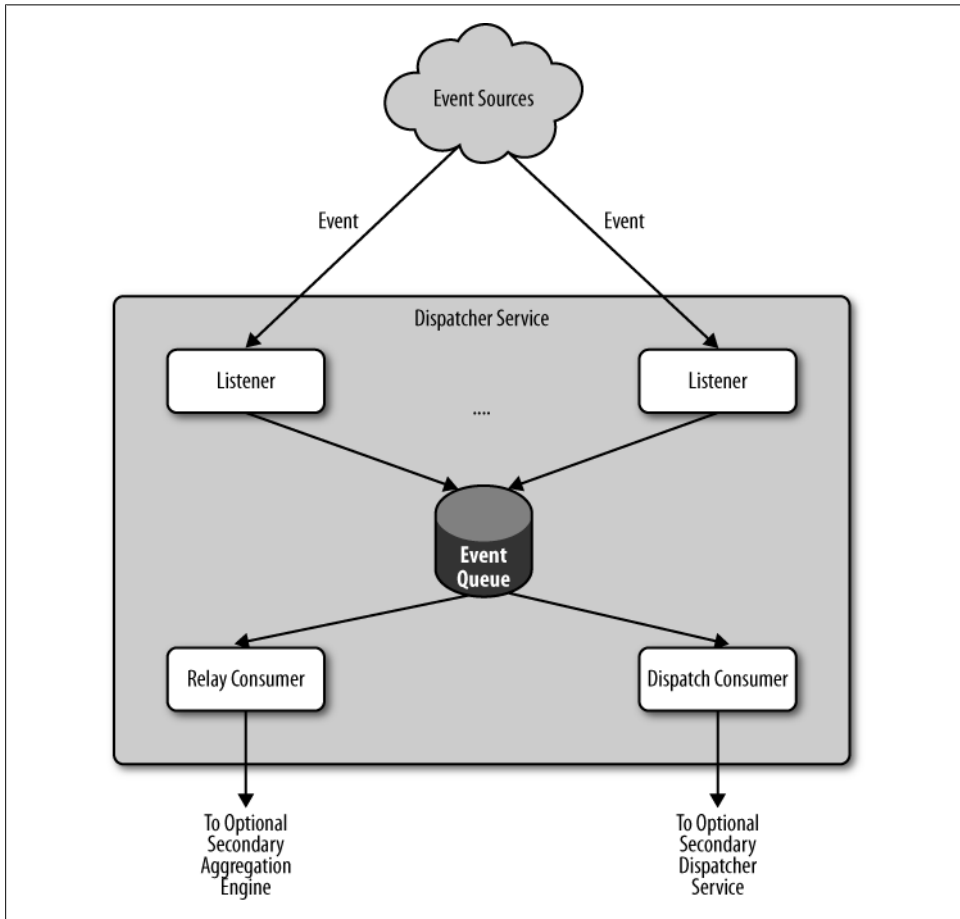 Event Sources
Event
Event
Dispatcher Service
Listener
Listener
....
Event
Queue
Relay Consumer
Dispatch Consumer
To Optional
Secondary
Aggregation
Engine
To Optional
Secondary
Dispatcher
Service